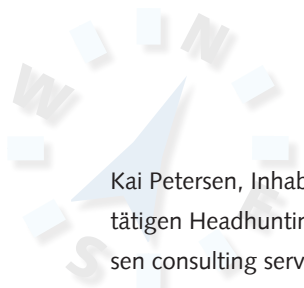 N
W
Kai Petersen, Inhab
tätigen Headhuntin
S
E
sen consulting serv